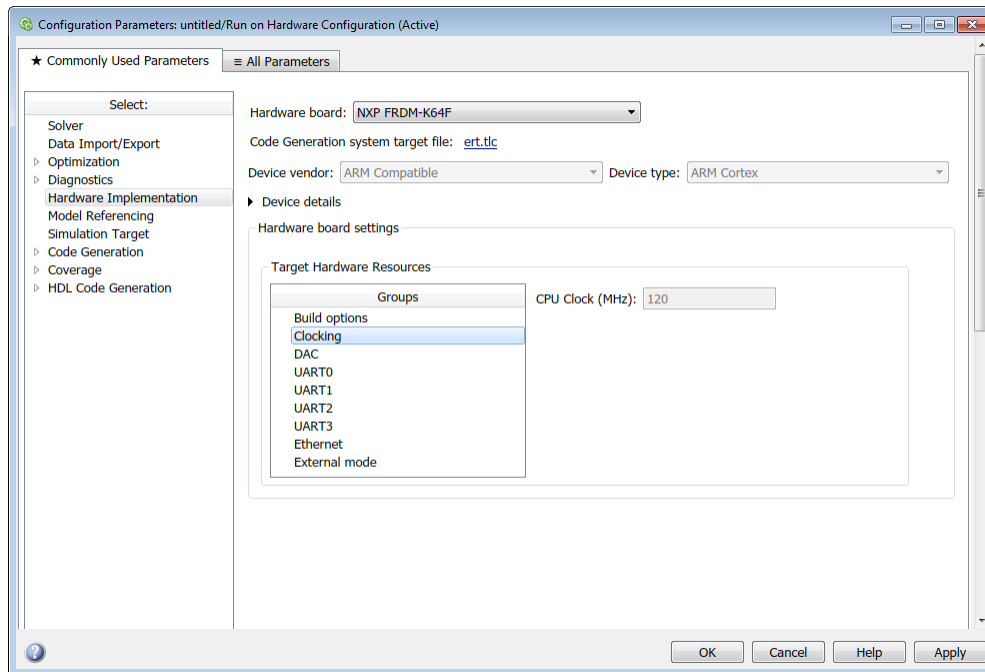 Configuration Parameters: untitled/Run on Hardware Configuration (Active)
★ Commonly Used Parameters
≡ All Parameters
Select:
Solver
Data Import/Export
Optimization
Diagnostics
Hardware Implementation
Model Referencing
Simulation Target
Code Generation
Coverage
HDL Code Generation
Hardware board: NXP FRDM-K64F
Code Generation system target file: ert.tlc
Device vendor: ARM Compatible Device type: ARM Cortex
Device details
Hardware board settings
Target Hardware Resources
Groups
Build options
Clocking
DAC
UART0
UART1
UART2
UART3
Ethernet
External mode
CPU Clock (MHz): 120
? OK Cancel Help Apply